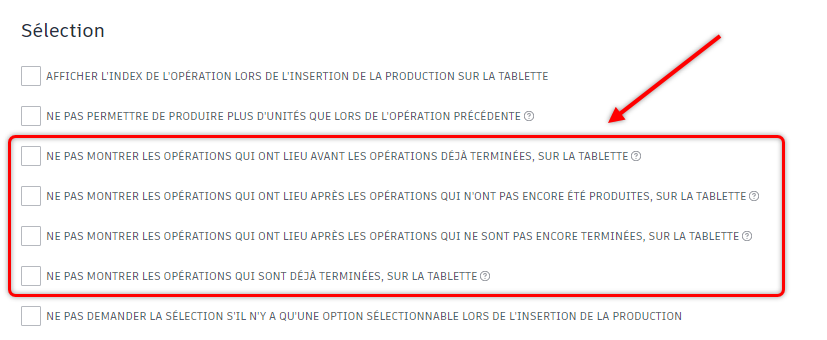 Sélection
AFFICHER L'INDEX DE L'OPÉRATION LORS DE L'INSERTION DE LA PRODUCTION SUR LA TABLETTE
NE PAS PERMETTRE DE PRODUIRE PLUS D'UNITÉS QUE LORS DE L'OPÉRATION PRÉCÉDENTE ?
NE PAS MONTRER LES OPÉRATIONS QUI ONT LIEU AVANT LES OPÉRATIONS DÉJÀ TERMINÉES, SUR LA TABLETTE ?
NE PAS MONTRER LES OPÉRATIONS QUI ONT LIEU APRÈS LES OPÉRATIONS QUI N'ONT PAS ENCORE ÉTÉ PRODUITES, SUR LA TABLETTE ?
NE PAS MONTRER LES OPÉRATIONS QUI ONT LIEU APRÈS LES OPÉRATIONS QUI NE SONT PAS ENCORE TERMINÉES, SUR LA TABLETTE ?
NE PAS MONTRER LES OPÉRATIONS QUI SONT DÉJÀ TERMINÉES, SUR LA TABLETTE ?
NE PAS DEMANDER LA SÉLECTION S'IL N'Y A QU'UNE OPTION SÉLECTIONNABLE LORS DE L'INSERTION DE LA PRODUCTION